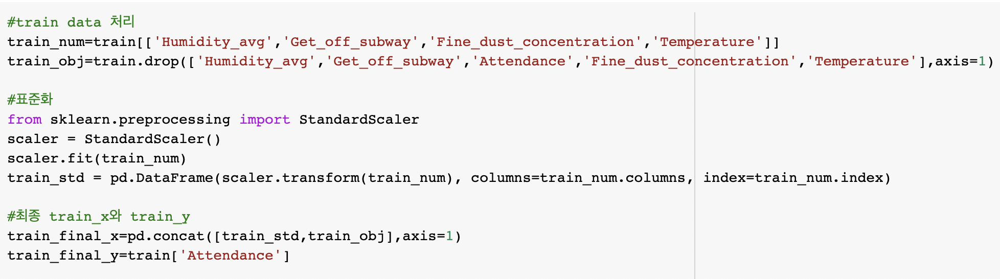 #train data 처리
train_num=train[['Humidity_avg','Get_off_subway','Fine_dust_concentration','Temperature']]
train_obj=train.drop(['Humidity_avg','Get_off_subway','Attendance','Fine_dust_concentration','Temperature'],axis=1)
#표준화
from sklearn.preprocessing import StandardScaler
scaler = StandardScaler()
scaler.fit(train_num)
train_std = pd.DataFrame(scaler.transform(train_num), columns=train_num.columns, index=train_num.index)
#최종 train_x와 train_y
train_final_x=pd.concat([train_std,train_obj],axis=1)
train_final_y=train['Attendance']